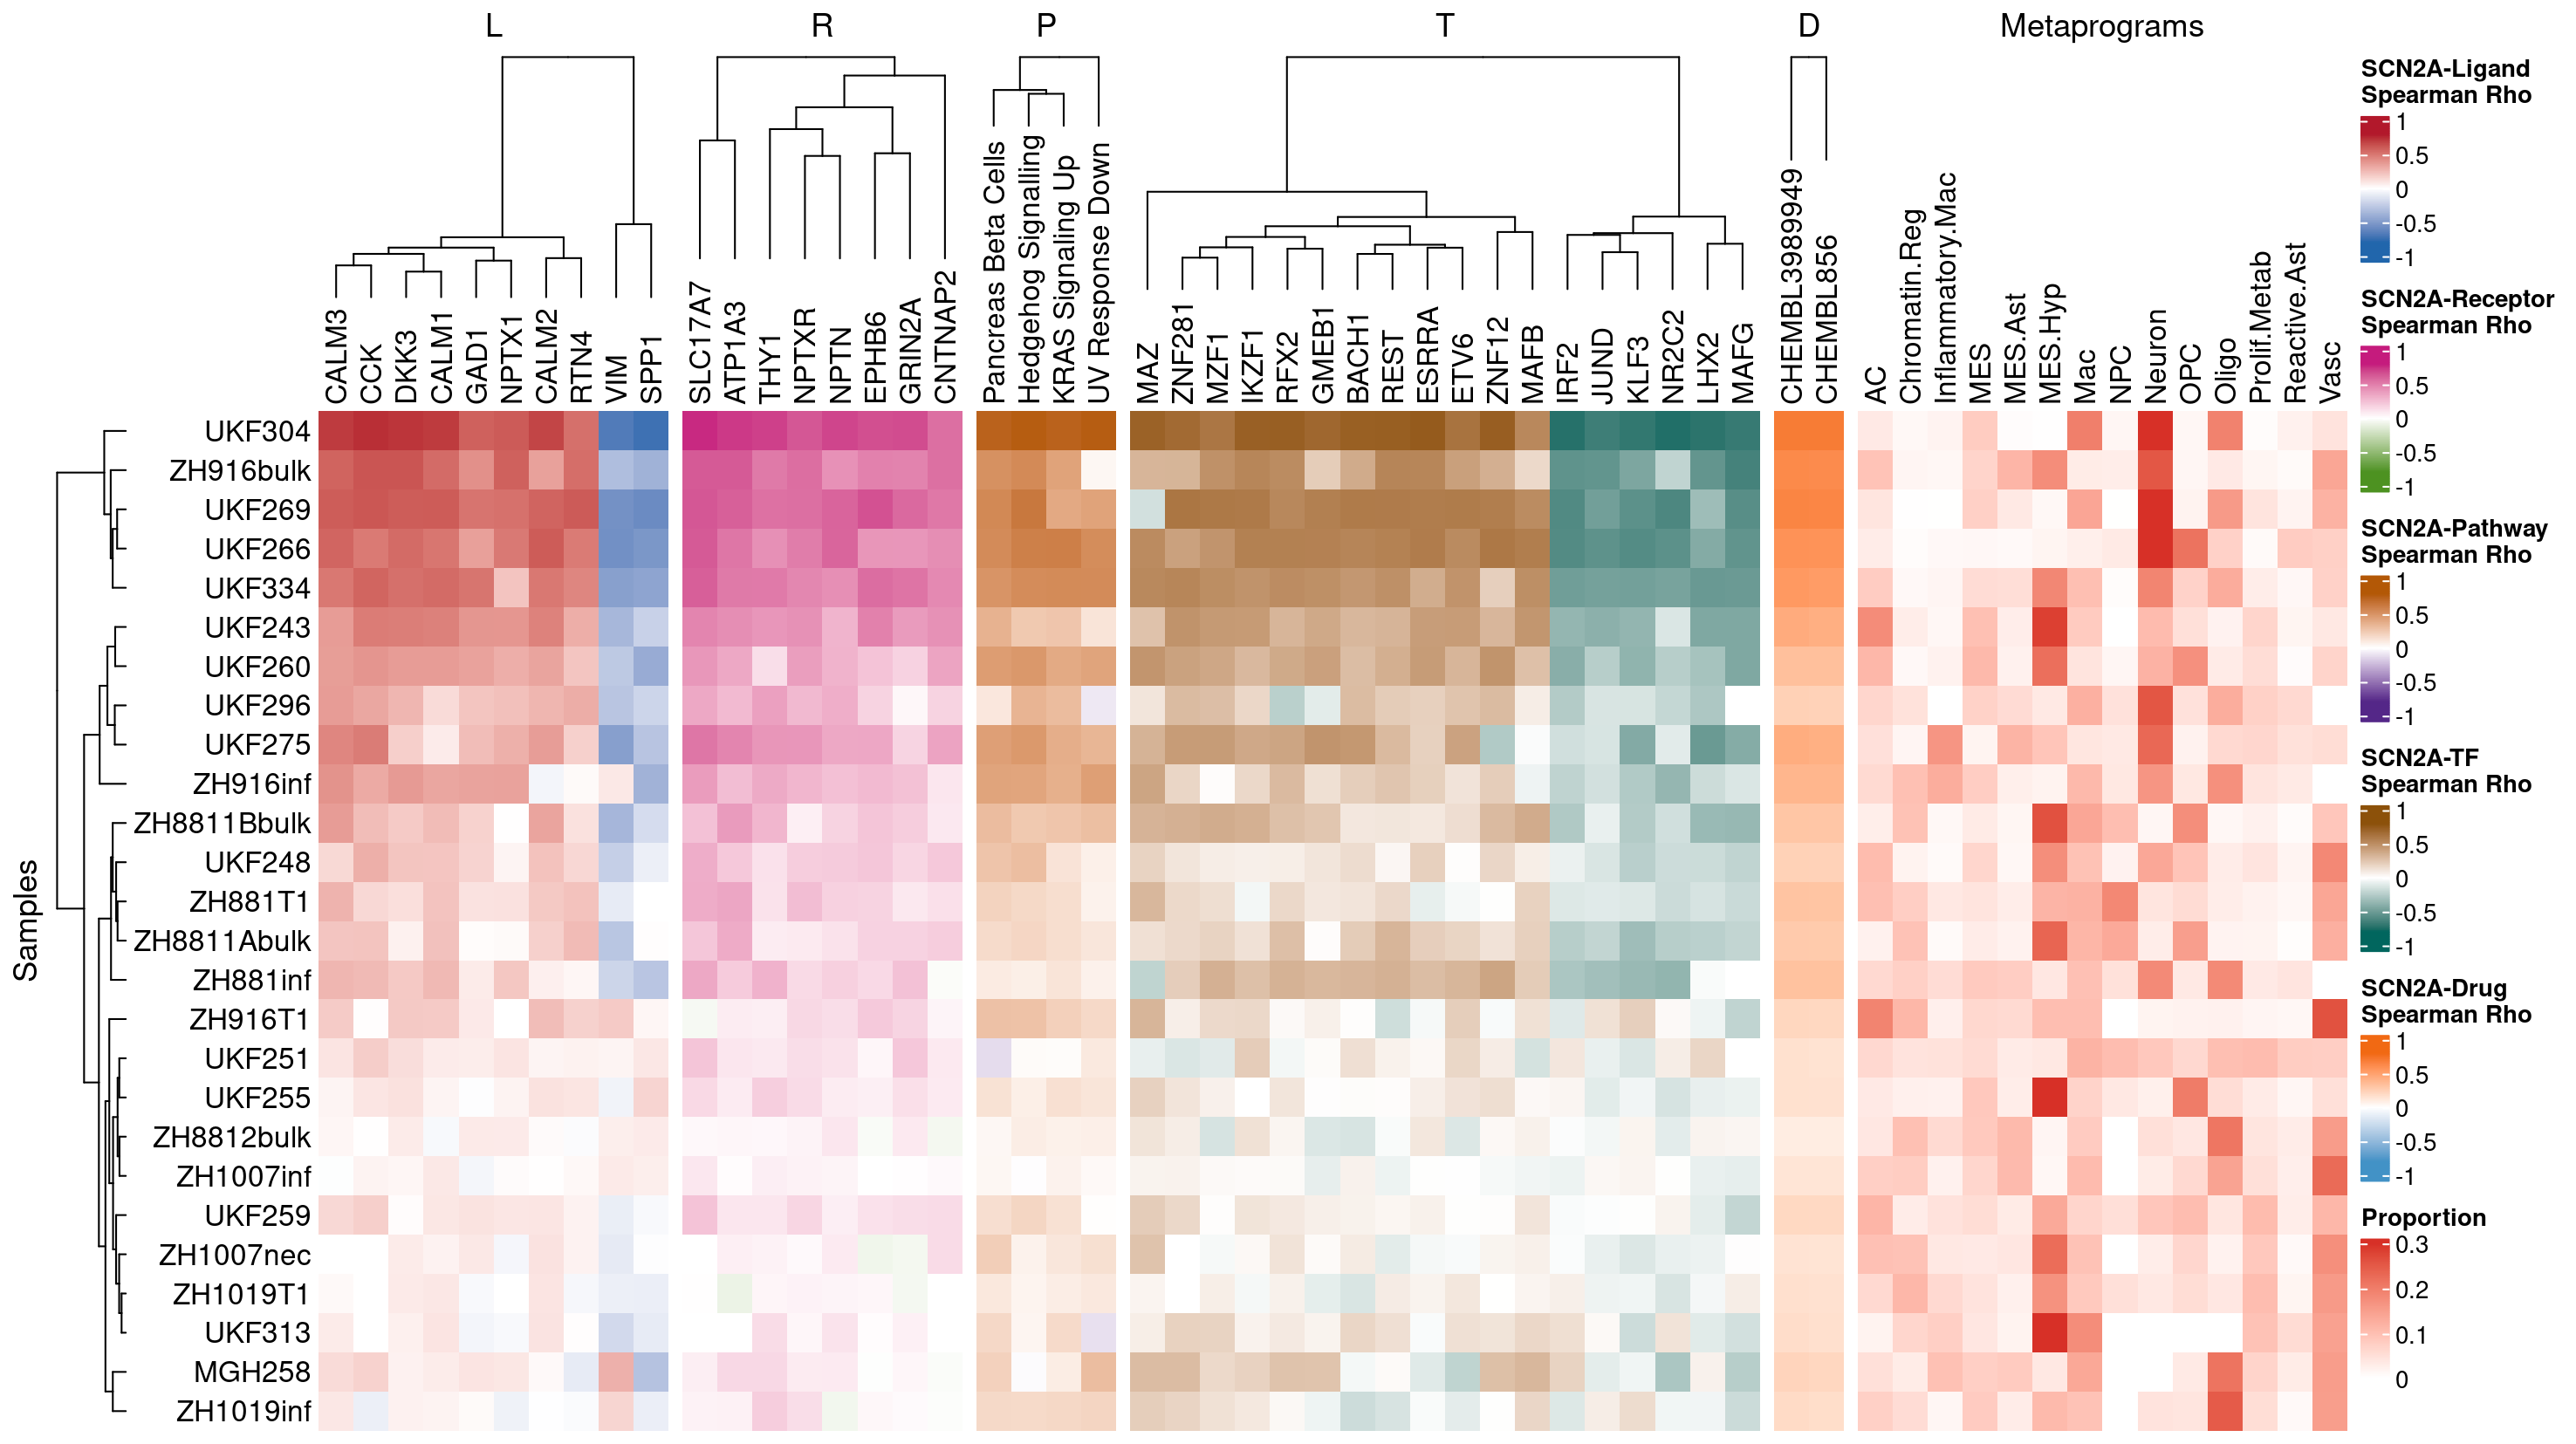 L R P T D Metaprograms
CALM3
CCK
DKK3
CALM1
GAD1
NPTX1
CALM2
RTN4
VIM
SPP1
SLC17A7
ATP1A3
THY1
NPTXR
NPTN
EPHB6
GRIN2A
CNTNAP2
Pancreas Beta Cells
Hedgehog Signalling
KRAS Signaling Up
UV Response Down
MAZ
ZNF281
MZF1
IKZF1
RFX2
GMEB1
BACH1
REST
ESRRA
ETV6
ZNF12
MAFB
IRF2
JUND
KLF3
NR2C2
LHX2
MAFG
CHEMBL3989949
CHEMBL856
AC
Chromatin.Reg
Inflammatory.Mac
MES
MES.Ast
MES.Hyp
Mac
NPC
Neuron
OPC
Oligo
Prolif.Metab
Reactive.Ast
Vasc
Samples
UKF304
ZH916bulk
UKF269
UKF266
UKF334
UKF243
UKF260
UKF296
UKF275
ZH916inf
ZH8811Bbulk
UKF248
ZH881T1
ZH8811Abulk
ZH881inf
ZH916T1
UKF251
UKF255
ZH8812bulk
ZH1007inf
UKF259
ZH1007nec
ZH1019T1
UKF313
MGH258
ZH1019inf
SCN2A-Ligand
Spearman Rho
1
0.5
0
-0.5
-1
SCN2A-Receptor
Spearman Rho
1
0.5
0
-0.5
-1
SCN2A-Pathway
Spearman Rho
1
0.5
0
-0.5
-1
SCN2A-TF
Spearman Rho
1
0.5
0
-0.5
-1
SCN2A-Drug
Spearman Rho
1
0.5
0
-0.5
-1
Proportion
0.3
0.2
0.1
0